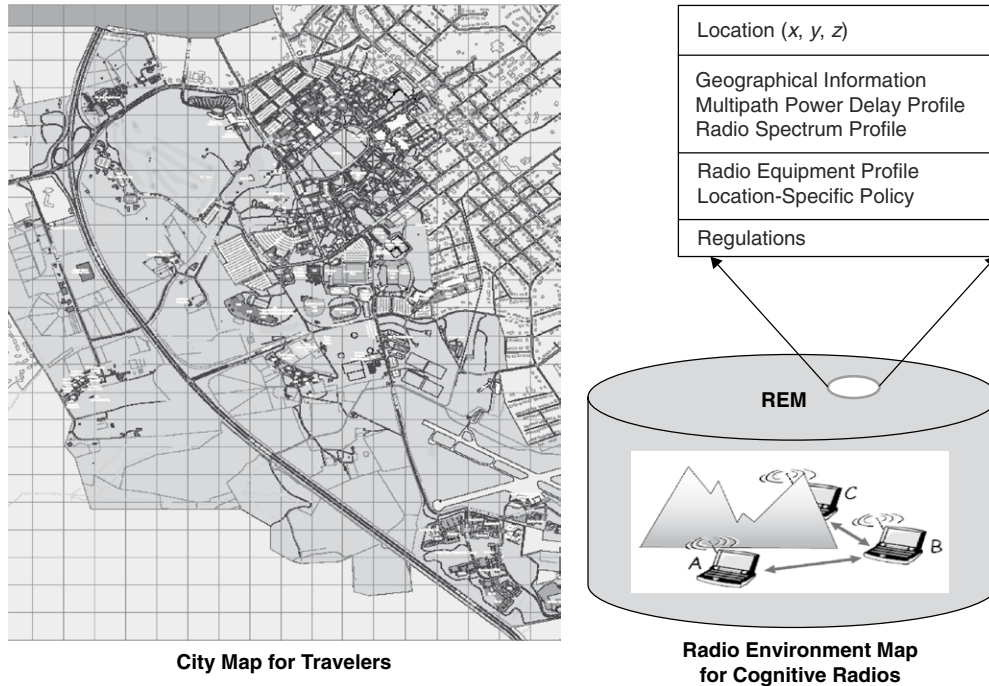 Location (x, y, z)
Geographical Information
Multipath Power Delay Profile
Radio Spectrum Profile
Radio Equipment Profile
Location-Specific Policy
Regulations
REM
C
B
A
City Map for Travelers
Radio Environment Map
for Cognitive Radios